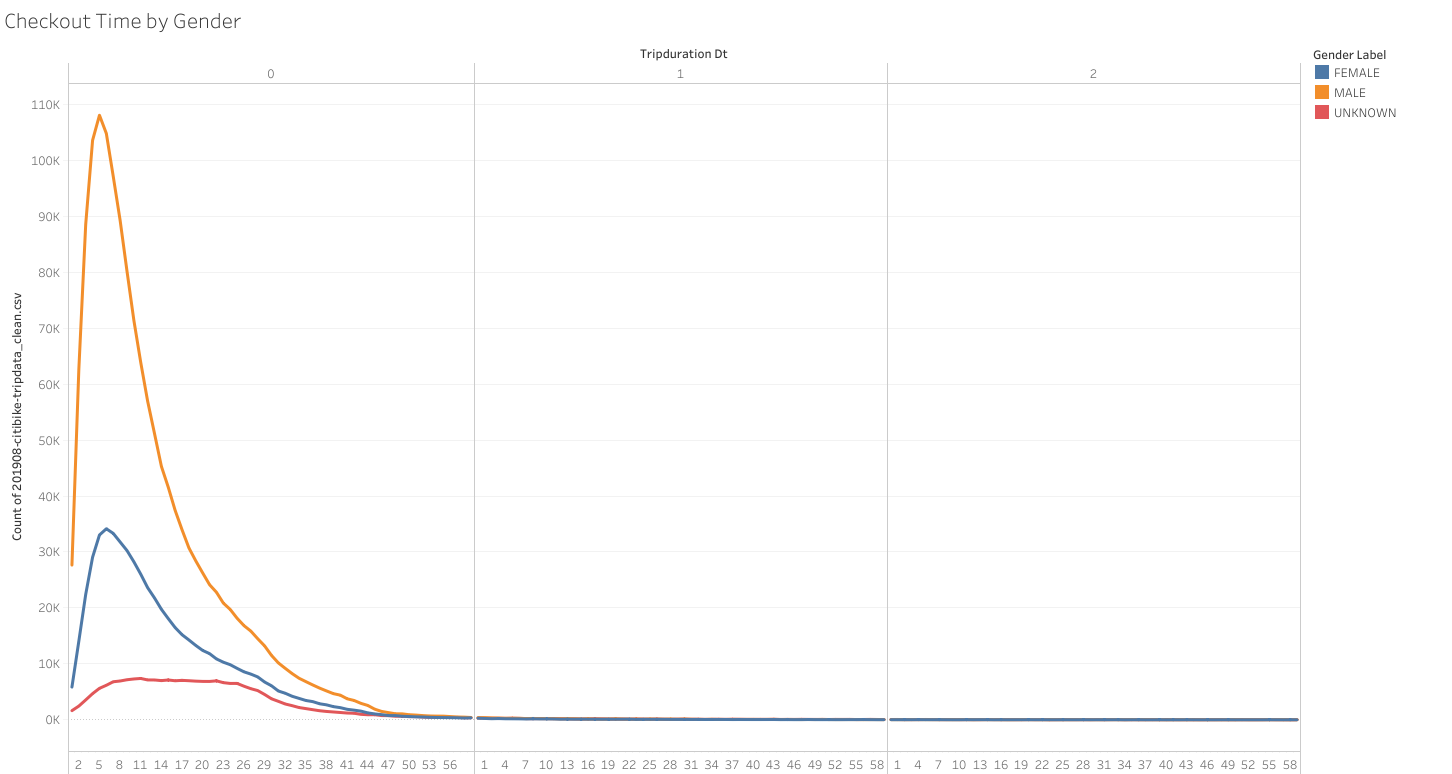 Checkout Time by Gender
Tripduration Dt
0 1 2
Gender Label
FEMALE
MALE
UNKNOWN
Count of 201908-citibike-tripdata_clean.csv
110K
100K
90K
80K
70K
60K
50K
40K
30K
20K
10K
0K
2 5 8 11 14 17 20 23 26 29 32 35 38 41 44 47 50 53 56 1 4 7 10 13 16 19 22 25 28 31 34 37 40 43 46 49 52 55 58 1 4 7 10 13 16 19 22 25 28 31 34 37 40 43 46 49 52 55 58